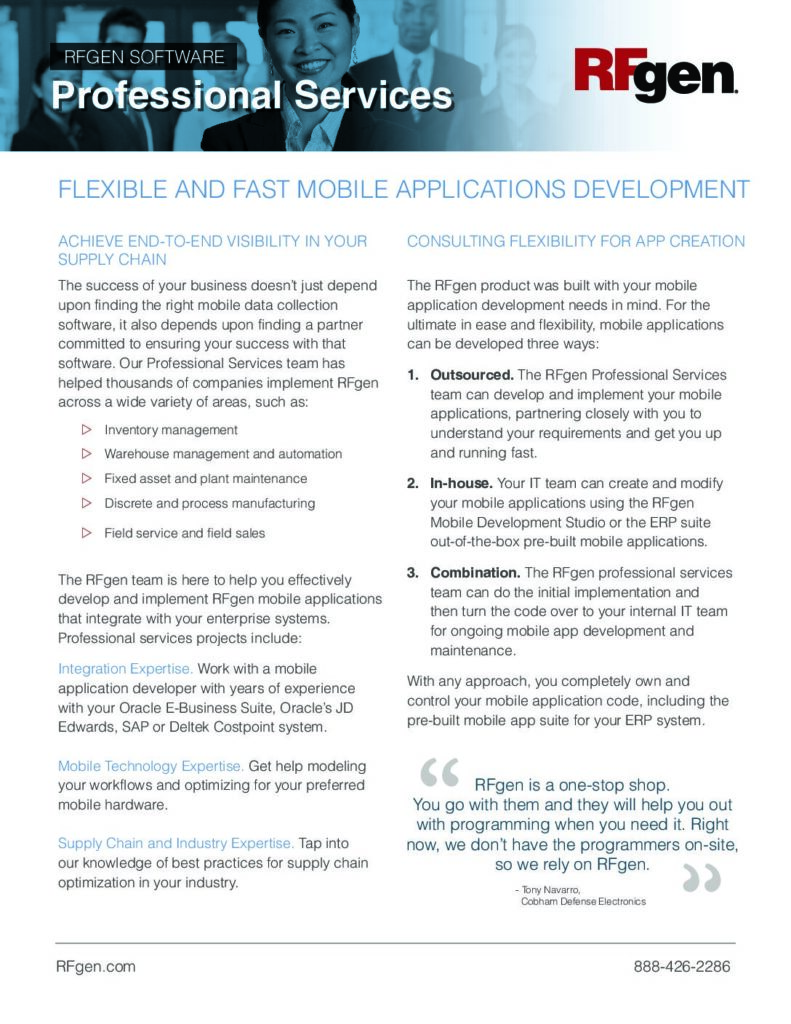 RFGEN SOFTWARE
Professional Services
RFgen.
FLEXIBLE AND FAST MOBILE APPLICATIONS DEVELOPMENT
ACHIEVE END-TO-END VISIBILITY IN YOUR
SUPPLY CHAIN
The success of your business doesn't just depend
upon finding the right mobile data collection
software, it also depends upon finding a partner
committed to ensuring your success with that
software. Our Professional Services team has
helped thousands of companies implement RFgen
across a wide variety of areas, such as:
Inventory management
Warehouse management and automation
Fixed asset and plant maintenance
Discrete and process manufacturing
Field service and field sales
The RFgen team is here to help you effectively
develop and implement RFgen mobile applications
that integrate with your enterprise systems.
Professional services projects include:
Integration Expertise. Work with a mobile
application developer with years of experience
with your Oracle E-Business Suite, Oracle's JD
Edwards, SAP or Deltek Costpoint system.
Mobile Technology Expertise. Get help modeling
your workflows and optimizing for your preferred
mobile hardware.
Supply Chain and Industry Expertise. Tap into
our knowledge of best practices for supply chain
optimization in your industry.
CONSULTING FLEXIBILITY FOR APP CREATION
The RFgen product was built with your mobile
application development needs in mind. For the
ultimate in ease and flexibility, mobile applications
can be developed three ways:
1. Outsourced. The RFgen Professional Services
team can develop and implement your mobile
applications, partnering closely with you to
understand your requirements and get you up
and running fast.
2. In-house. Your IT team can create and modify
your mobile applications using the RFgen
Mobile Development Studio or the ERP suite
out-of-the-box pre-built mobile applications.
3. Combination. The RFgen professional services
team can do the initial implementation and
then turn the code over to your internal IT team
for ongoing mobile app development and
maintenance.
With any approach, you completely own and
control your mobile application code, including the
pre-built mobile app suite for your ERP system.
“RFgen is a one-stop shop.
You go with them and they will help you out
with programming when you need it. Right
now, we don't have the programmers on-site,
so we rely on RFgen.”
- Tony Navarro,
Cobham Defense Electronics
RFgen.com
888-426-2286